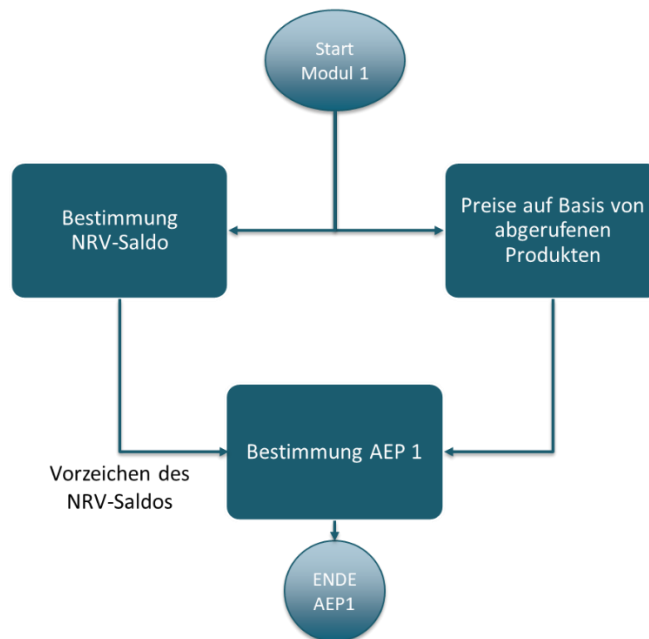 Start
Modul 1
Bestimmung
NRV-Saldo
Preise auf Basis von
abgerufenen
Produkten
Bestimmung AEP 1
Vorzeichen des
NRV-Saldos
ENDE
AEP1